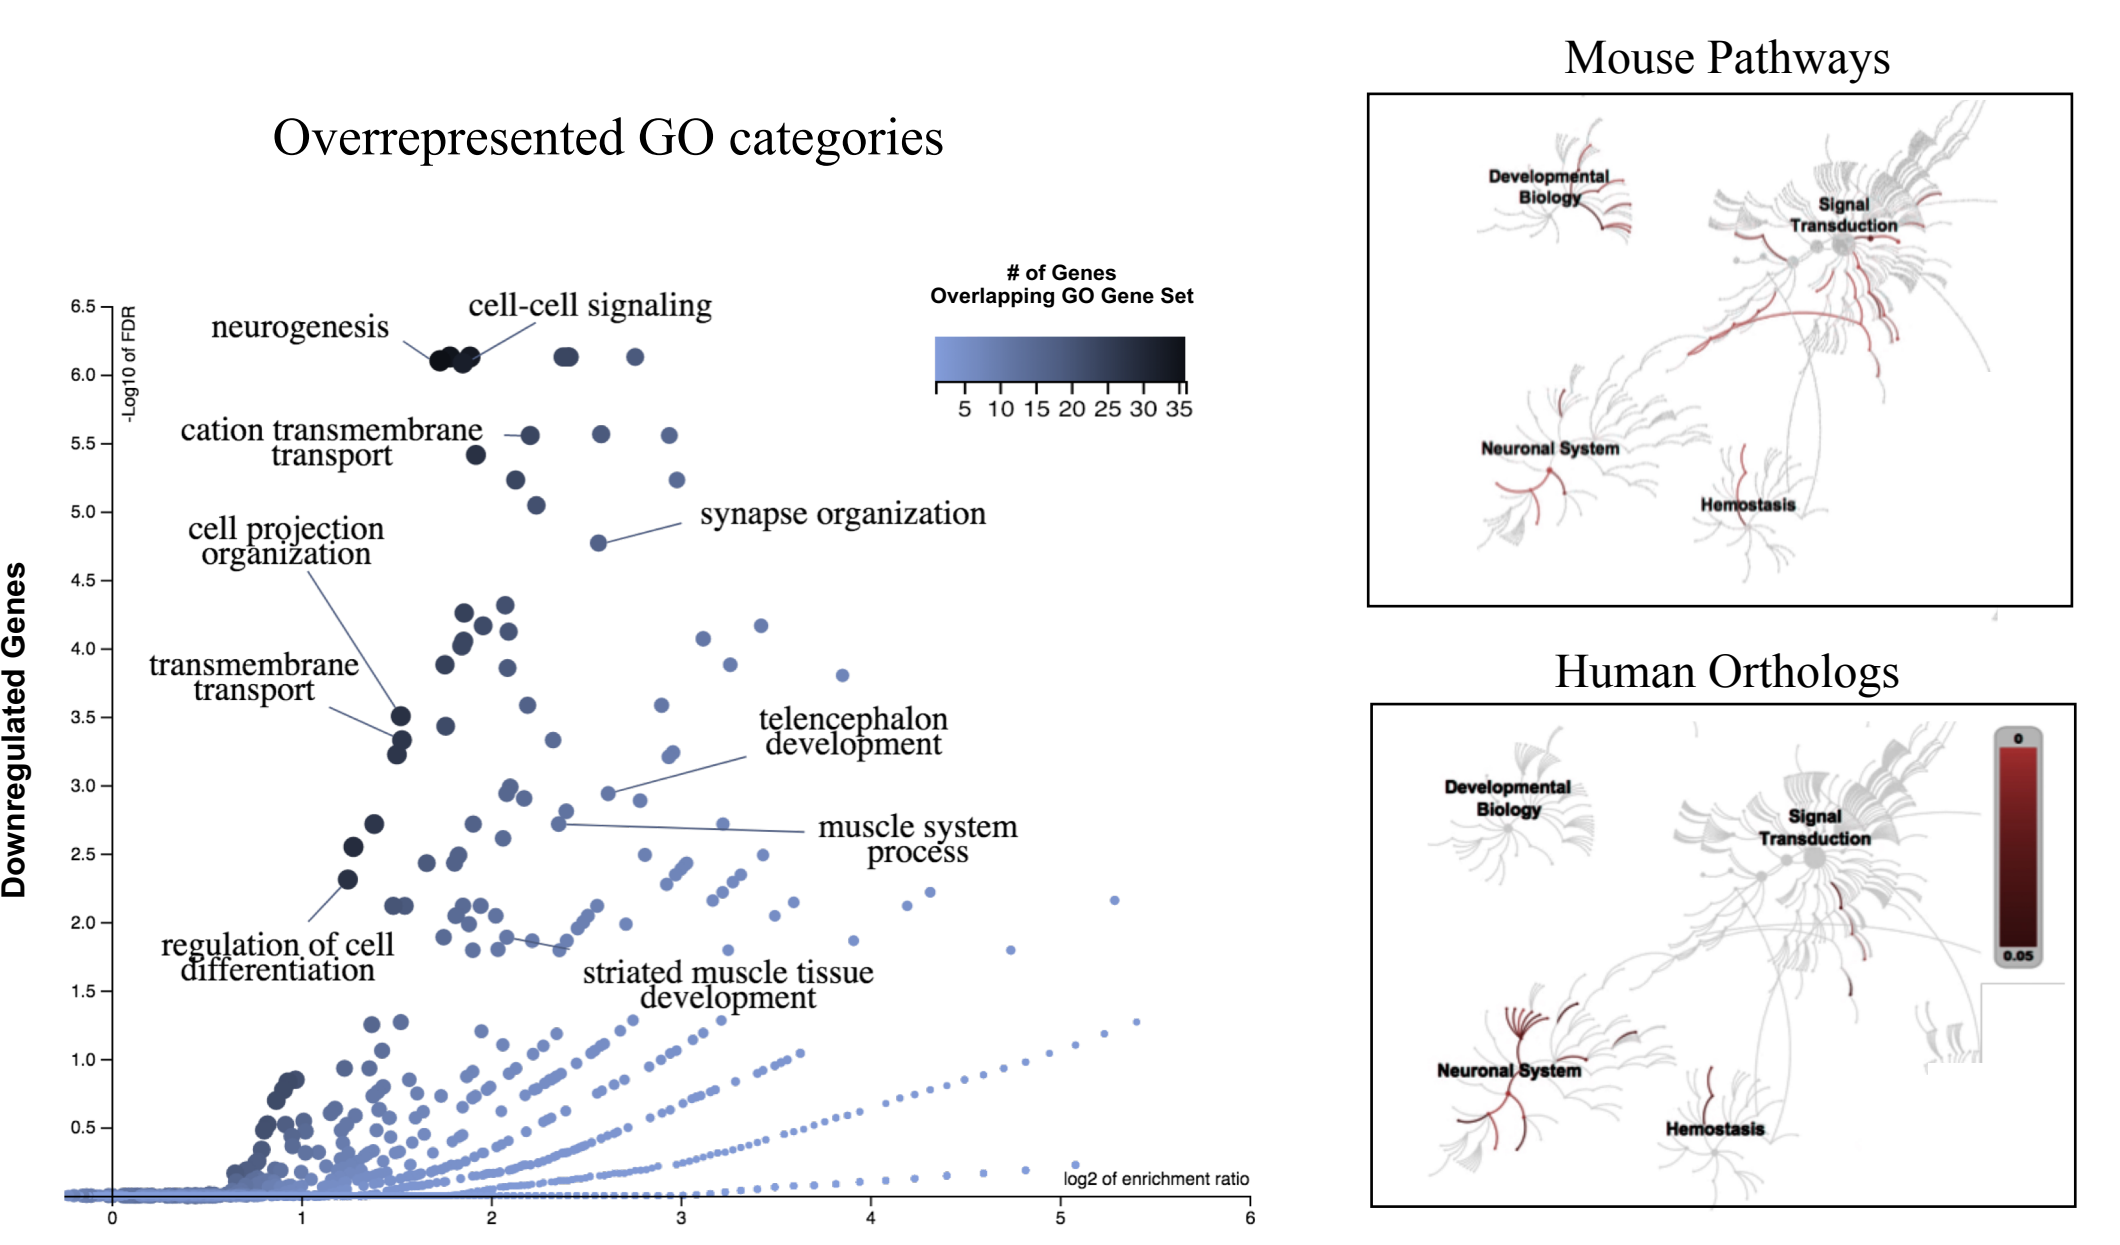 Overrepresented GO categories
Downregulated Genes
-Log10 of FDR
6.5
6.0
5.5
5.0
4.5
4.0
3.5
3.0
2.5
2.0
1.5
1.0
0.5
neurogenesis
cell-cell signaling
cation transmembrane
transport
cell projection
organization
synapse organization
transmembrane
transport
telencephalon
development
muscle system
process
regulation of cell
differentiation
striated muscle tissue
development
# of Genes
Overlapping GO Gene Set
5 10 15 20 25 30 35
log2 of enrichment ratio
0 1 2 3 4 5 6
Mouse Pathways
Developmental
Biology
Signal
Transduction
Neuronal System
Hemostasis
Human Orthologs
Developmental
Biology
Signal
Transduction
Neuronal System
Hemostasis
0
0.05